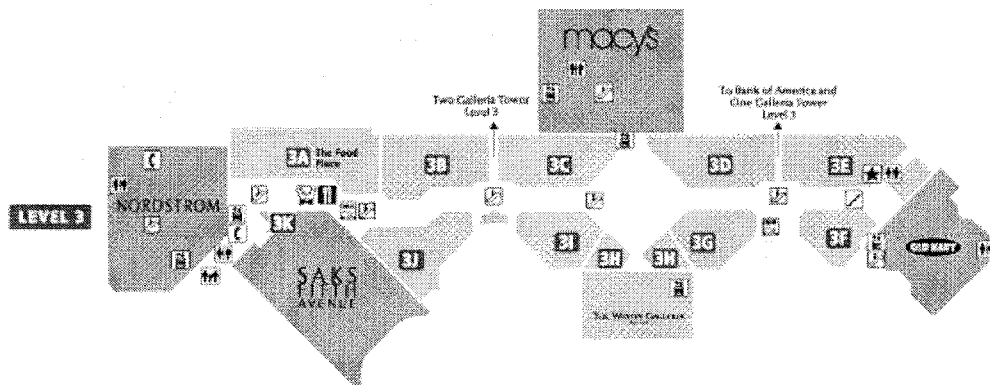 macy's
Two Galleria Tower
Level 3
To Bank of America and
One Galleria Tower
Level 3
3A The Food
Place
3B
3C
3D
3E
LEVEL 3
NORDSTROM
3K
SAKS
FIFTH
AVENUE
3J
3I
3H
3H
3G
3F
OLD NAVY
The Westin Galleria